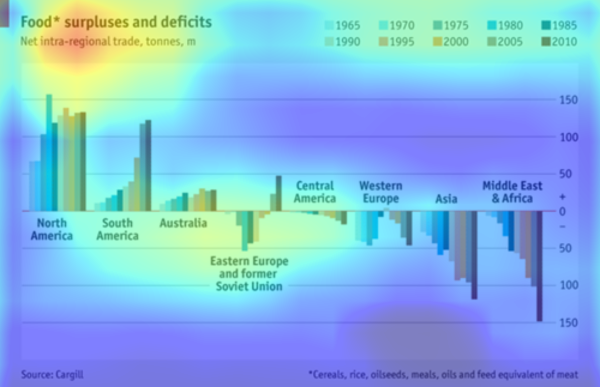 Food* surpluses and deficits
Net intra-regional trade, tonnes, m
1965 1970 1975 1980 1985
1990 1995 2000 2005 2010
150
100
50
+
0
–
50
100
150
North
America
South
America
Australia
Eastern Europe
and former
Soviet Union
Central
America
Western
Europe
Asia
Middle East
& Africa
Source: Cargill
*Cereals, rice, oilseeds, meals, oils and feed equivalent of meat